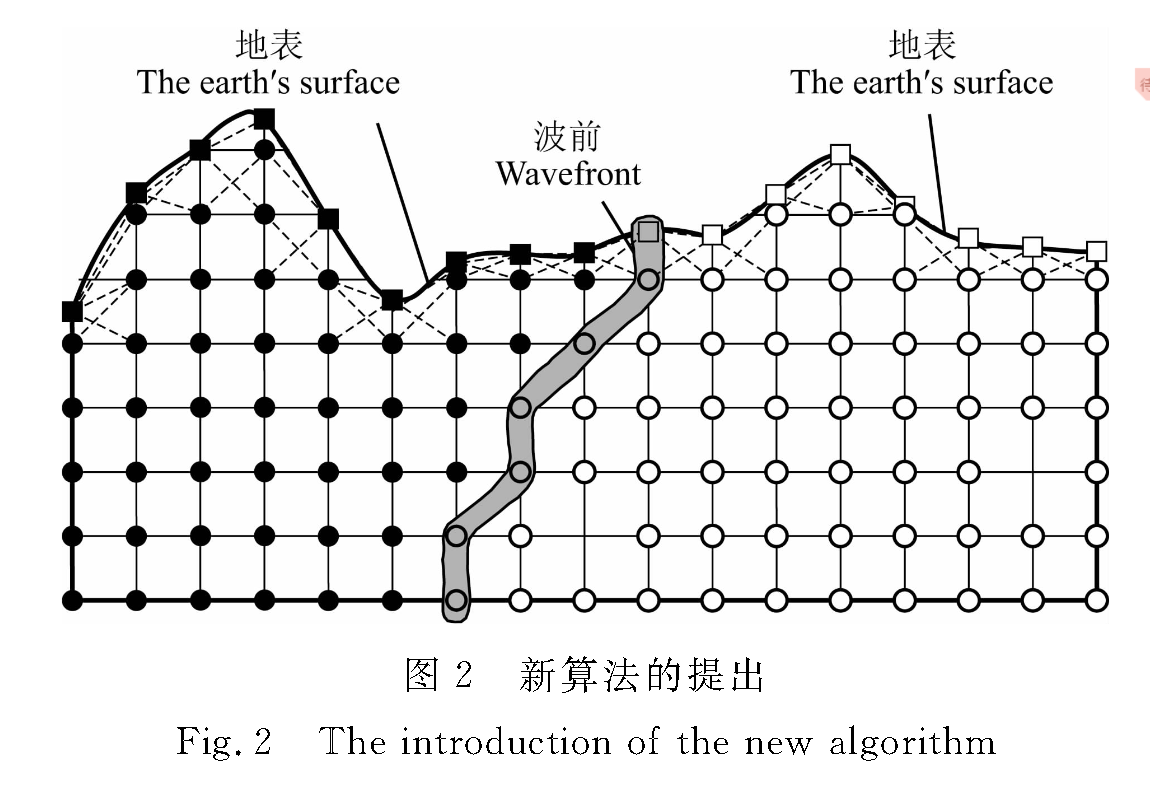 地表
The earth's surface
地表
The earth's surface
波前
Wavefront
图 2 新算法的提出
Fig. 2 The introduction of the new algorithm